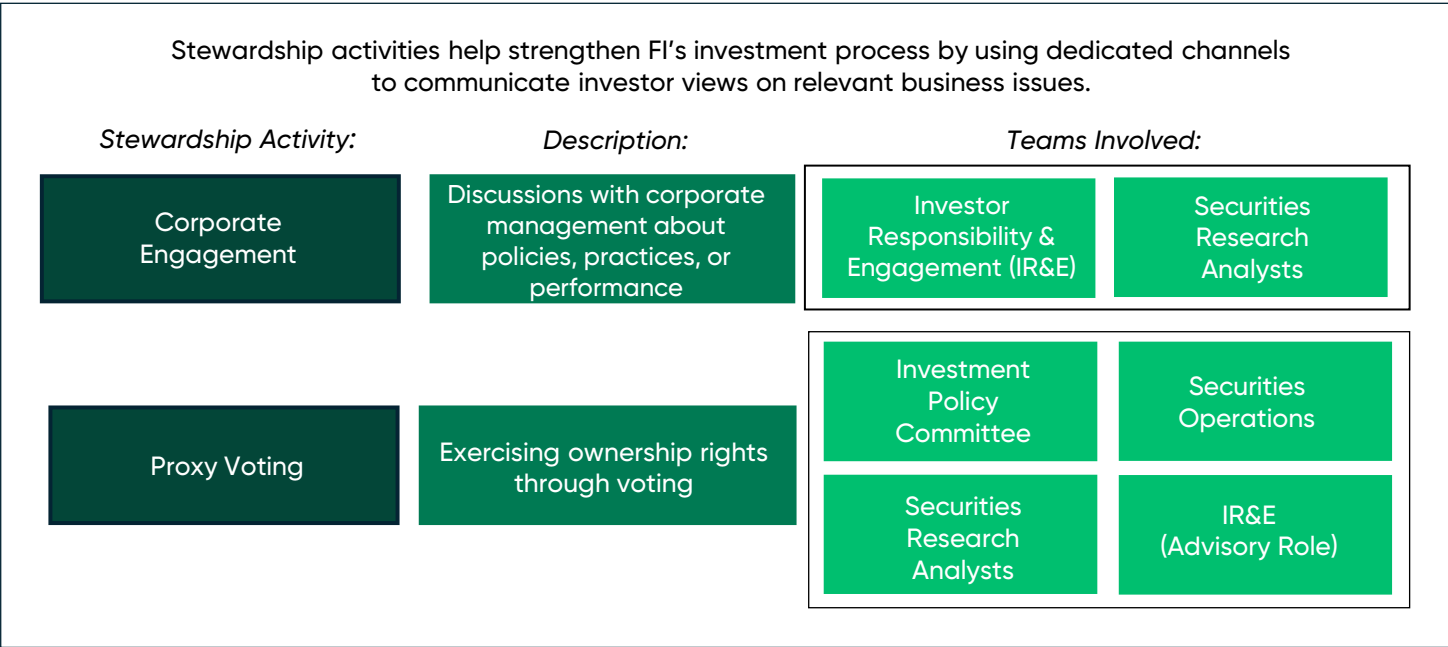 Stewardship activities help strengthen FI’s investment process by using dedicated channels
to communicate investor views on relevant business issues.
Stewardship Activity:
Description:
Teams Involved:
Corporate
Engagement
Discussions with corporate
management about
policies, practices, or
performance
Investor
Responsibility &
Engagement (IR&E)
Securities
Research
Analysts
Proxy Voting
Exercising ownership rights
through voting
Investment
Policy
Committee
Securities
Operations
Securities
Research
Analysts
IR&E
(Advisory Role)